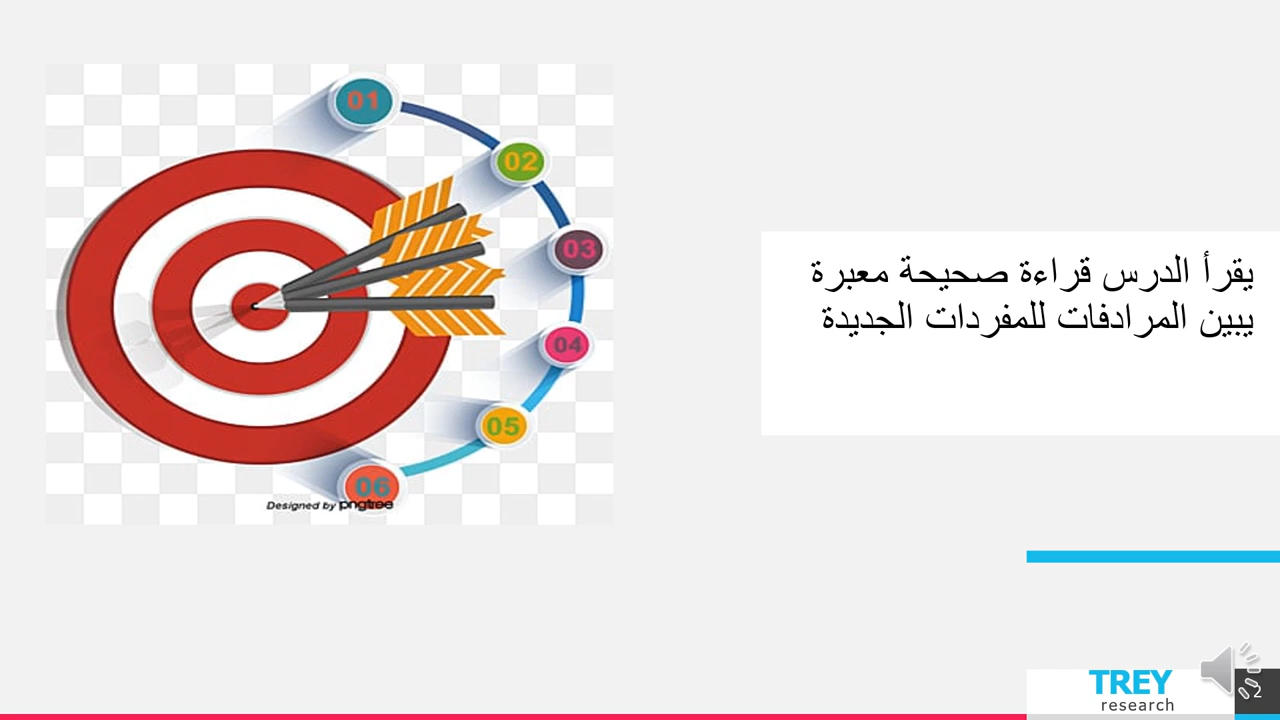 01
02
03
04
05
06
Designed by pngtree
يقرأ الدرس قراءة صحيحة معبرة
يبين المرادفات للمفردات الجديدة
TREY
research
2